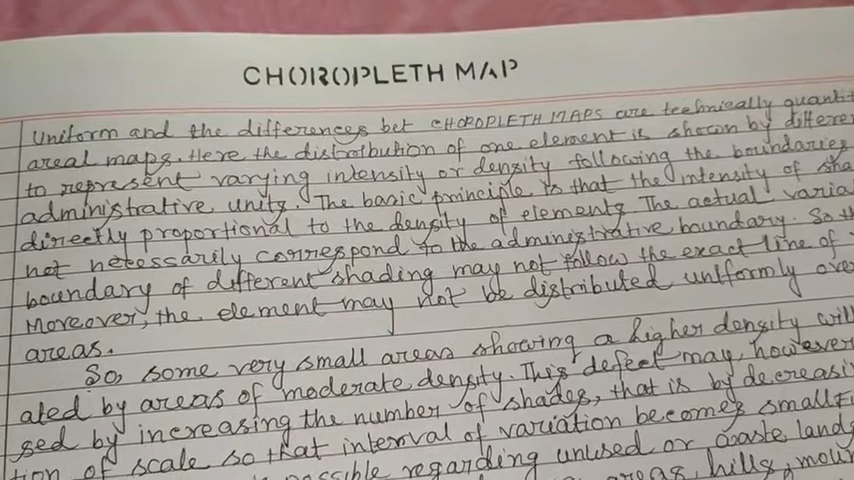 CHOROPLETH MAP
Uniform and the differences bet CHOROPLETH MAPS are technically quantit
areal maps. Here the distrolbution of one element is shown by differen
to represent varying intensity or density following the boundaries
administrative units. The basic principle is that the intensity of sha
directly proportional to the density of elements The actual varia
not necessarily correspond to the administrative boundary. So th
boundary of different shading may not follow the exact line of
Moreover, the element may not be distributed uniformly over
areas.
So, some very small areas showing a higher density will
ated by areas of moderate density. This defect may, however
sed by increasing the number of shades, that is by decreasi
tion of scale so that interval of variation becomes small
possible regarding unused or waste lands
areas, hills, moun